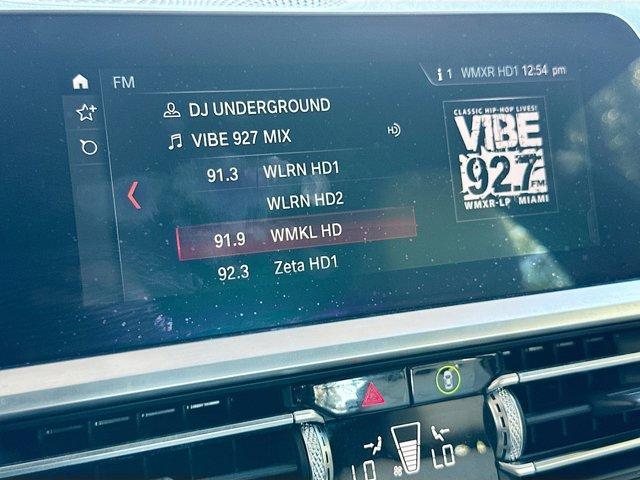 FM
1 WMXR HD1 12:54 pm
DJ UNDERGROUND
VIBE 927 MIX
HD
91.3 WLRN HD1
WLRN HD2
91.9 WMKL HD
92.3 Zeta HD1
CLASSIC HIP-HOP LIVES!
VIBE
92.7 FM
WMXR-LP MIAMI
LO LO